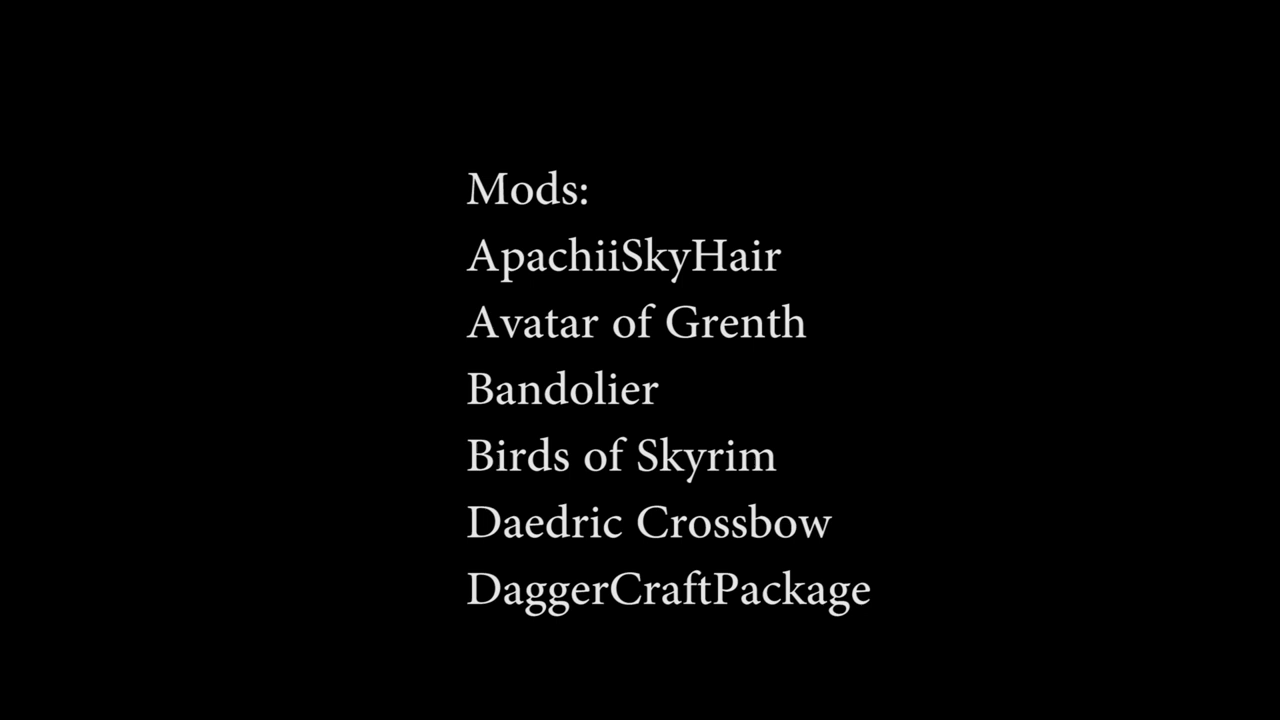 Mods:
ApachiiSkyHair
Avatar of Grenth
Bandolier
Birds of Skyrim
Daedric Crossbow
DaggerCraftPackage